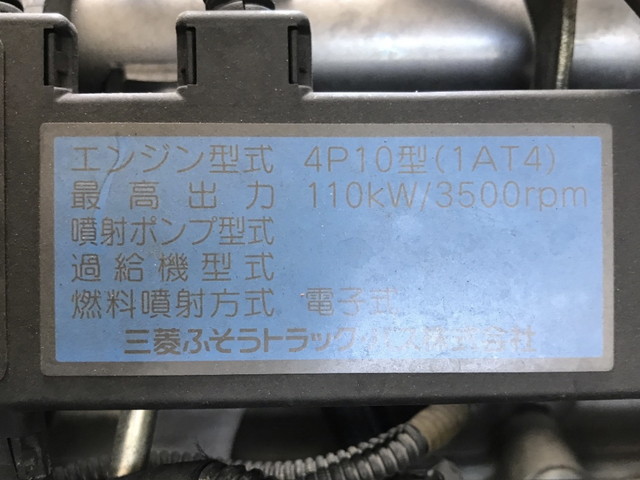 エンジン型式 4P10型(1AT4)
最高出力 110kW/3500rpm
噴射ポンプ型式
過給機型式
燃料噴射方式 電子式
三菱ふそうトラック・バス株式会社